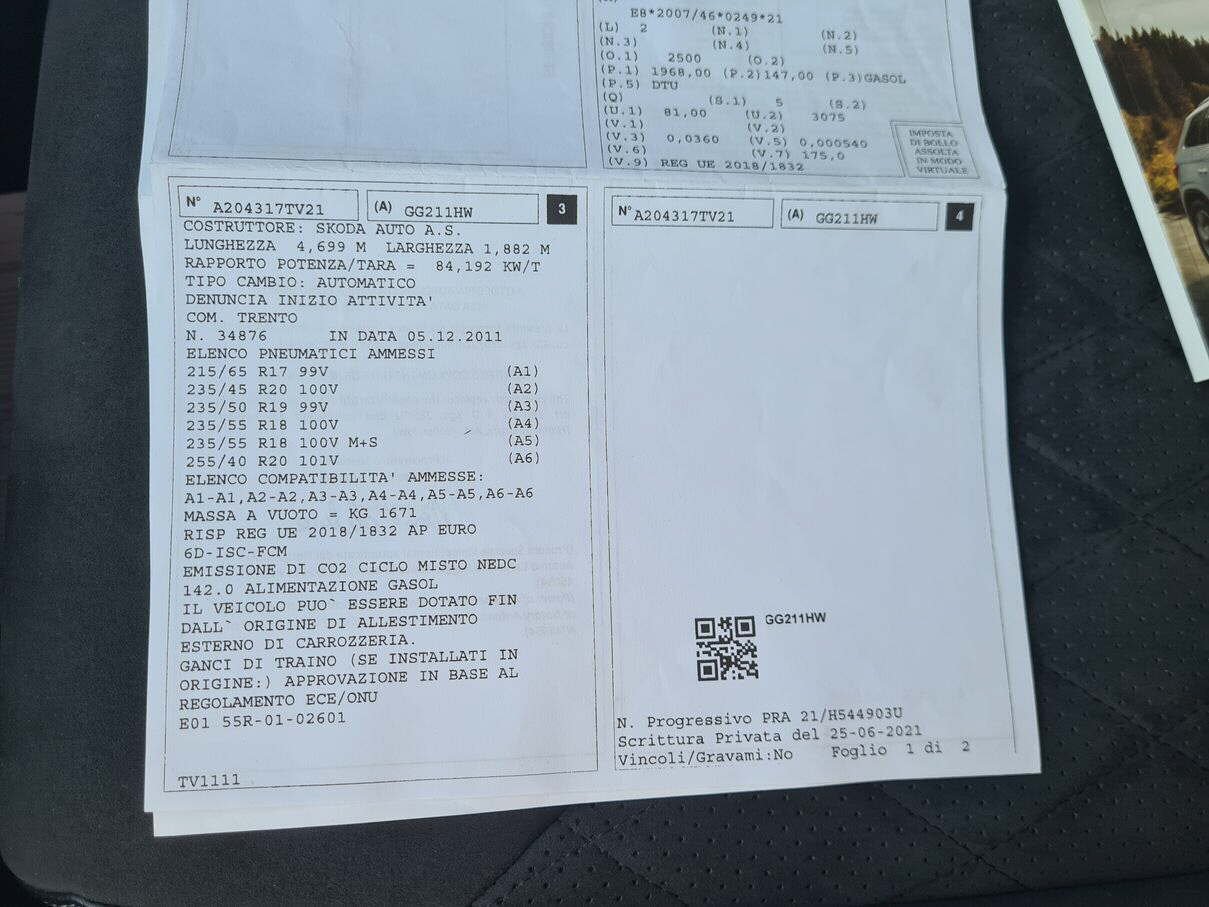 E8*2007/46*0249*21
(L) 2 (N.1) (N.2)
(N.3) (N.4) (N.5)
(O.1) 2500 (O.2)
(P.1) 1968,00 (P.2)147,00 (P.3)GASOL
(P.5) DTU
(Q) (S.1) 5 (S.2)
(U.1) 81,00 (U.2) 3075
(V.1) (V.2)
(V.3) 0,0360 (V.5) 0,000540
(V.6) (V.7) 175,0
(V.9) REG UE 2018/1832
IMPOSTA
DI BOLLO
ASSOLTA
IN MODO
VIRTUALE
N° A204317TV21 (A) GG211HW 3
COSTRUTTORE: SKODA AUTO A.S.
LUNGHEZZA 4,699 M LARGHEZZA 1,882 M
RAPPORTO POTENZA/TARA = 84,192 KW/T
TIPO CAMBIO: AUTOMATICO
DENUNCIA INIZIO ATTIVITA'
COM. TRENTO
N. 34876 IN DATA 05.12.2011
ELENCO PNEUMATICI AMMESSI
215/65 R17 99V (A1)
235/45 R20 100V (A2)
235/50 R19 99V (A3)
235/55 R18 100V (A4)
235/55 R18 100V M+S (A5)
255/40 R20 101V (A6)
ELENCO COMPATIBILITA' AMMESSE:
A1-A1,A2-A2,A3-A3,A4-A4,A5-A5,A6-A6
MASSA A VUOTO = KG 1671
RISP REG UE 2018/1832 AP EURO
6D-ISC-FCM
EMISSIONE DI CO2 CICLO MISTO NEDC
142.0 ALIMENTAZIONE GASOL
IL VEICOLO PUO` ESSERE DOTATO FIN
DALL` ORIGINE DI ALLESTIMENTO
ESTERNO DI CARROZZERIA.
GANCI DI TRAINO (SE INSTALLATI IN
ORIGINE:) APPROVAZIONE IN BASE AL
REGOLAMENTO ECE/ONU
E01 55R-01-02601
TV1111
N° A204317TV21 (A) GG211HW 4
GG211HW
N. Progressivo PRA 21/H544903U
Scrittura Privata del 25-06-2021
Vincoli/Gravami:No Foglio 1 di 2